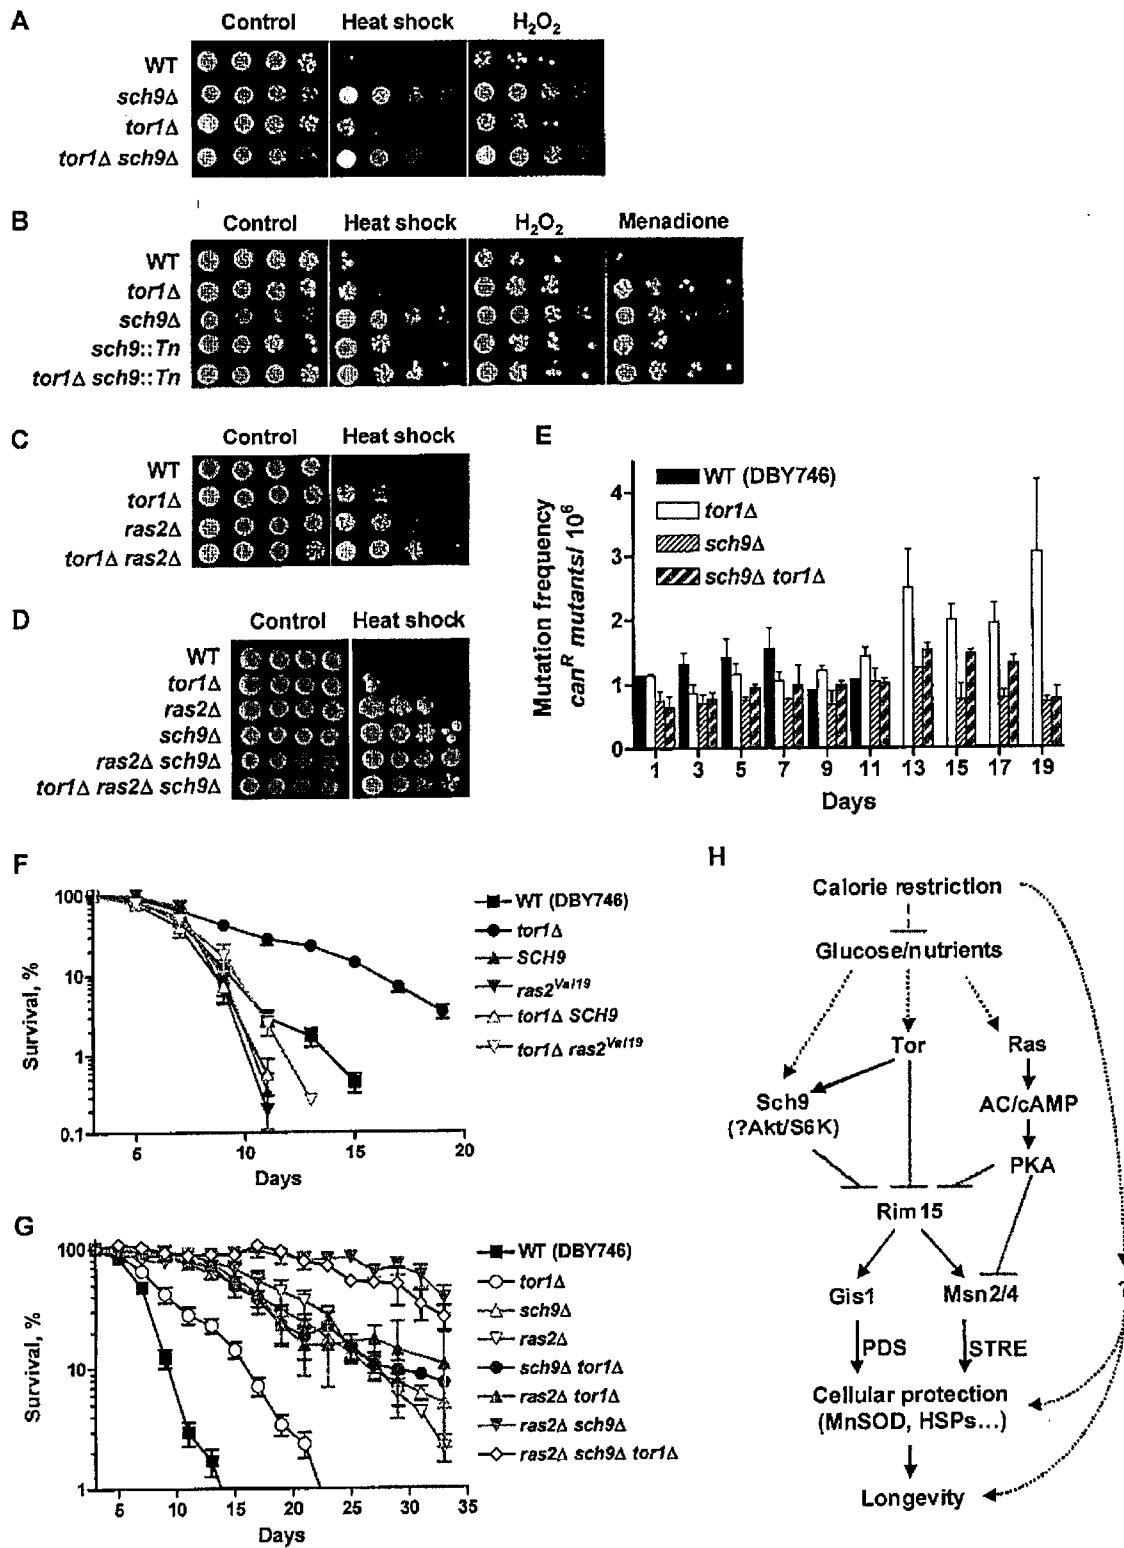 A
Control Heat shock H₂O₂
WT
sch9Δ
tor1Δ
tor1Δ sch9Δ
B
Control Heat shock H₂O₂ Menadione
WT
tor1Δ
sch9Δ
sch9::Tn
tor1Δ sch9::Tn
C
Control Heat shock
WT
tor1Δ
ras2Δ
tor1Δ ras2Δ
D
Control Heat shock
WT
tor1Δ
ras2Δ
sch9Δ
ras2Δ sch9Δ
tor1Δ ras2Δ sch9Δ
E
Mutation frequency
canᴿ mutants/ 10⁶
4
3
2
1
0
WT (DBY746)
tor1Δ
sch9Δ
sch9Δ tor1Δ
1 3 5 7 9 11 13 15 17 19
Days
F
Survival, %
100
10
1
0.1
5 10 15 20
Days
WT (DBY746)
tor1Δ
SCH9
ras2ⱽᵃˡ¹⁹
tor1Δ SCH9
tor1Δ ras2ⱽᵃˡ¹⁹
G
Survival, %
100
10
1
5 10 15 20 25 30 35
Days
WT (DBY746)
tor1Δ
sch9Δ
ras2Δ
sch9Δ tor1Δ
ras2Δ tor1Δ
ras2Δ sch9Δ
ras2Δ sch9Δ tor1Δ
H
Calorie restriction
Glucose/nutrients
Tor Ras
Sch9
(?Akt/S6K)
AC/cAMP
PKA
Rim15
Gis1 Msn2/4
PDS STRE
Cellular protection
(MnSOD, HSPs...)
Longevity